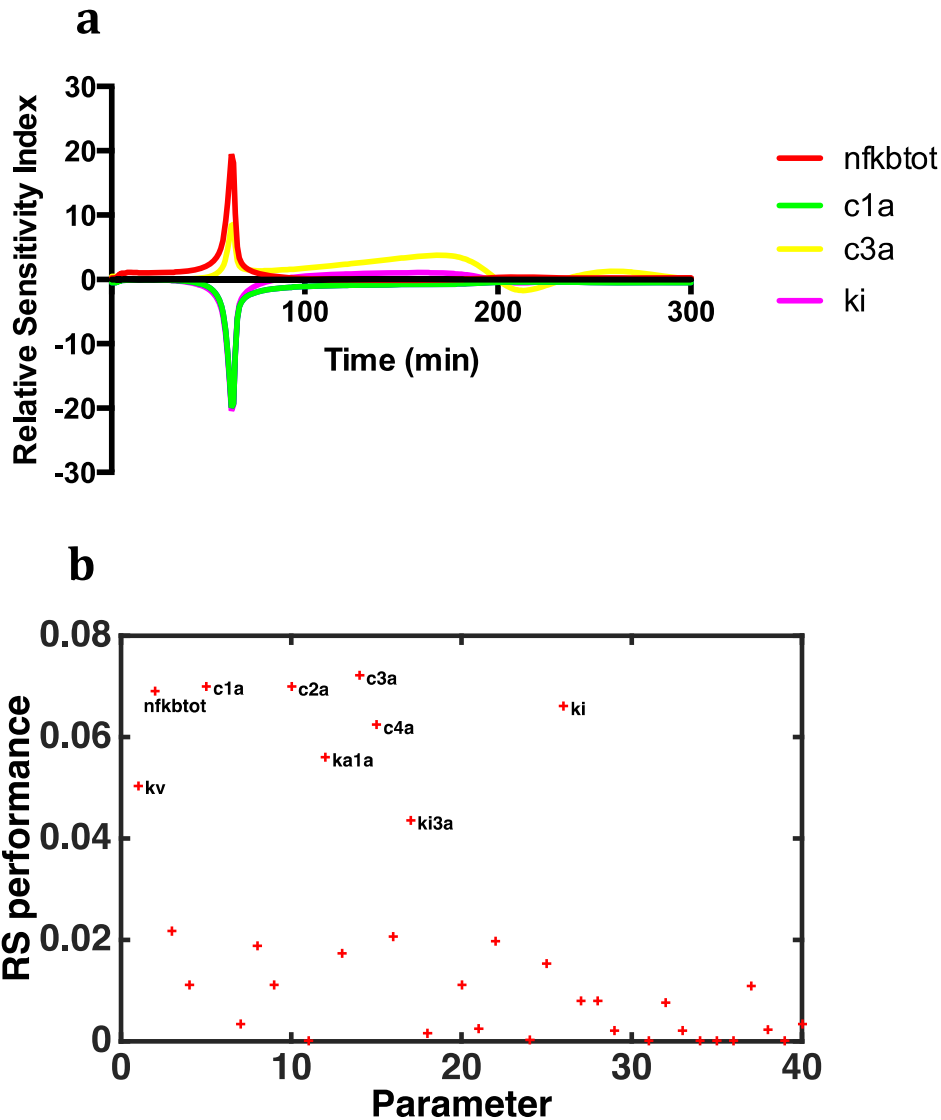 a
Relative Sensitivity Index
30
20
10
0
-10
-20
-30
100
200
300
Time (min)
nfkbtot
c1a
c3a
ki
b
RS performance
0.08
0.06
0.04
0.02
0
nfkbtot
c1a
c2a
c3a
c4a
ki
ka1a
kv
ki3a
0
10
20
30
40
Parameter